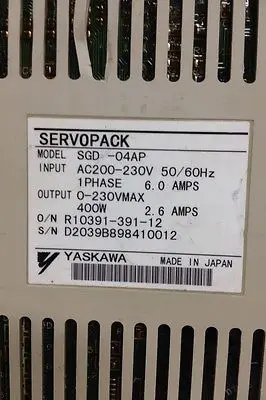 SERVOPACK
MODEL SGD -04AP
INPUT AC200-230V 50/60Hz
1PHASE 6.0 AMPS
OUTPUT 0-230VMAX
400W 2.6 AMPS
O/N R10391-391-12
S/N D2039B898410012
YASKAWA MADE IN JAPAN